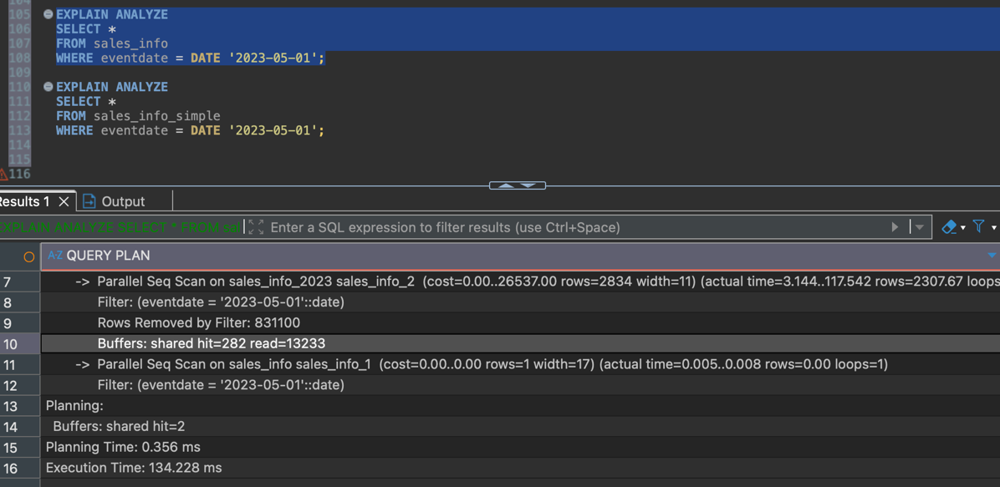 104
105 EXPLAIN ANALYZE
106 SELECT *
107 FROM sales_info
108 WHERE eventdate = DATE '2023-05-01';
109
110 EXPLAIN ANALYZE
111 SELECT *
112 FROM sales_info_simple
113 WHERE eventdate = DATE '2023-05-01';
114
115
116
esults 1 Output
EXPLAIN ANALYZE SELECT * FROM sal Enter a SQL expression to filter results (use Ctrl+Space)
A-Z QUERY PLAN
7 -> Parallel Seq Scan on sales_info_2023 sales_info_2 (cost=0.00..26537.00 rows=2834 width=11) (actual time=3.144..117.542 rows=2307.67 loops
8 Filter: (eventdate = '2023-05-01'::date)
9 Rows Removed by Filter: 831100
10 Buffers: shared hit=282 read=13233
11 -> Parallel Seq Scan on sales_info sales_info_1 (cost=0.00..0.00 rows=1 width=17) (actual time=0.005..0.008 rows=0.00 loops=1)
12 Filter: (eventdate = '2023-05-01'::date)
13 Planning:
14 Buffers: shared hit=2
15 Planning Time: 0.356 ms
16 Execution Time: 134.228 ms